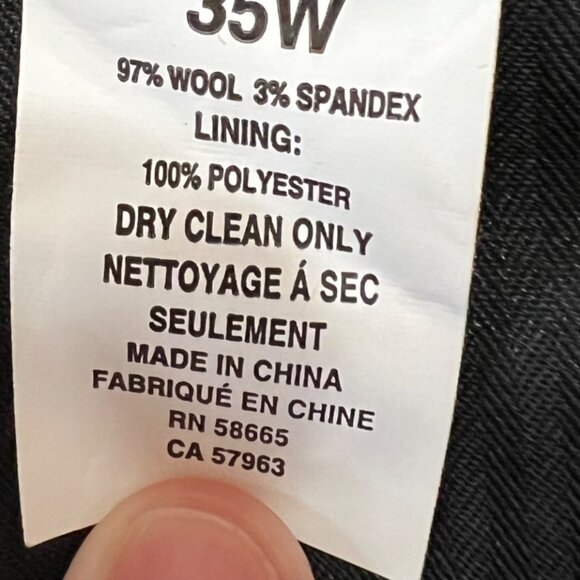 35W
97% WOOL 3% SPANDEX
LINING:
100% POLYESTER
DRY CLEAN ONLY
NETTOYAGE Á SEC
SEULEMENT
MADE IN CHINA
FABRIQUÉ EN CHINE
RN 58665
CA 57963